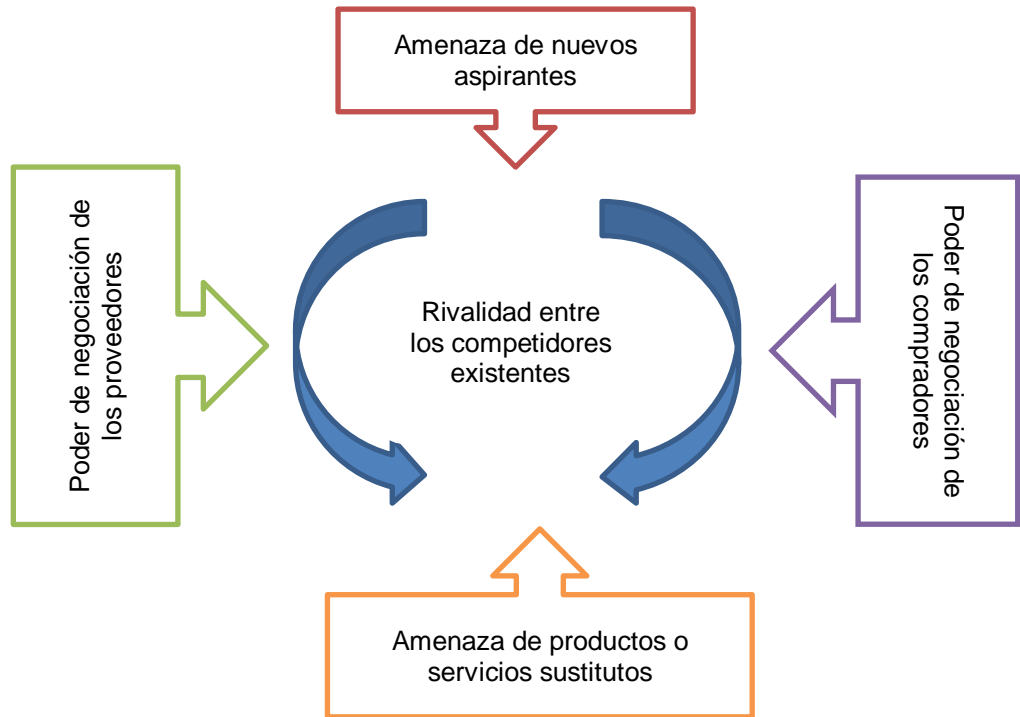 Amenaza de nuevos
aspirantes
Poder de negociación de
los proveedores
Rivalidad entre
los competidores
existentes
Poder de negociación de
los compradores
Amenaza de productos o
servicios sustitutos